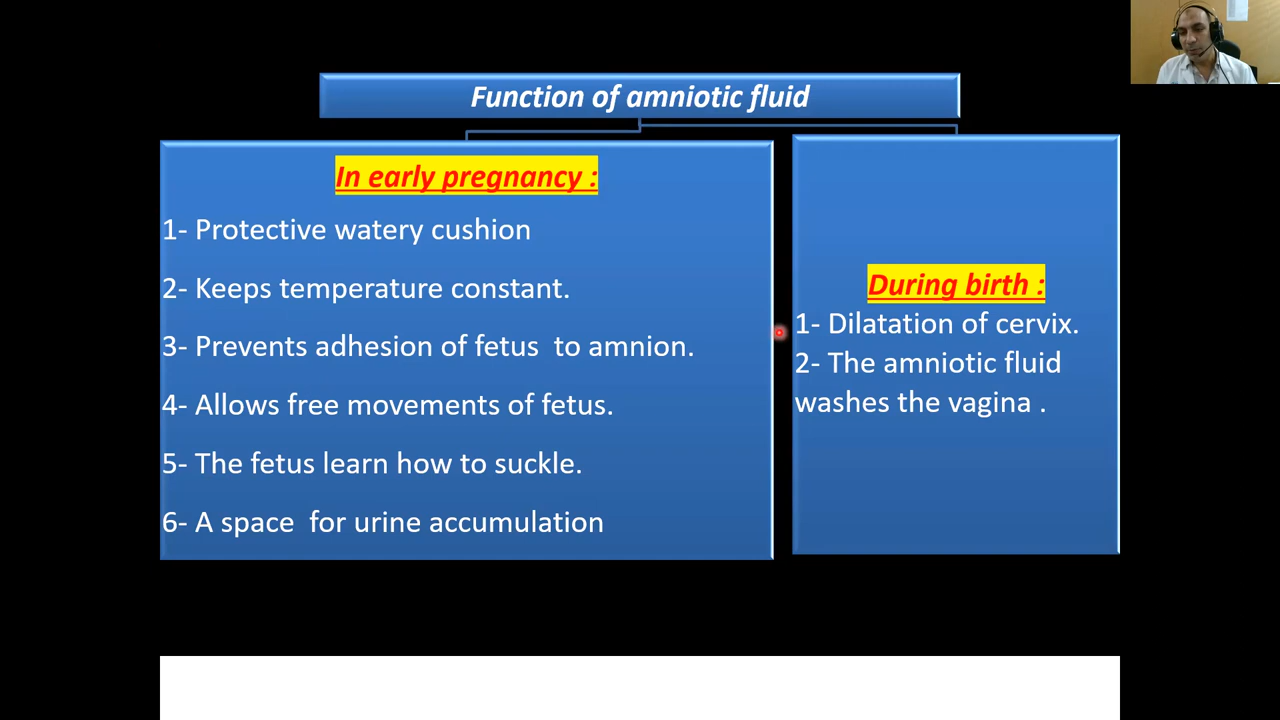 Function of amniotic fluid
In early pregnancy :
1- Protective watery cushion
2- Keeps temperature constant.
3- Prevents adhesion of fetus  to amnion.
4- Allows free movements of fetus.
5- The fetus learn how to suckle.
6- A space  for urine accumulation
During birth :
1- Dilatation of cervix.
2- The amniotic fluid
washes the vagina .